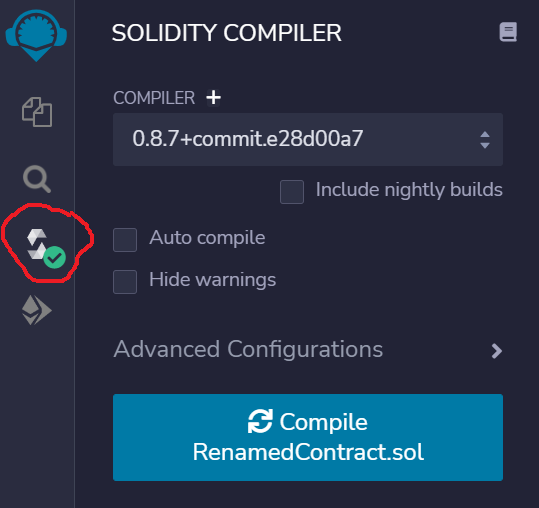 SOLIDITY COMPILER
COMPILER +
0.8.7+commit.e28d00a7
Include nightly builds
Auto compile
Hide warnings
Advanced Configurations
Compile
RenamedContract.sol